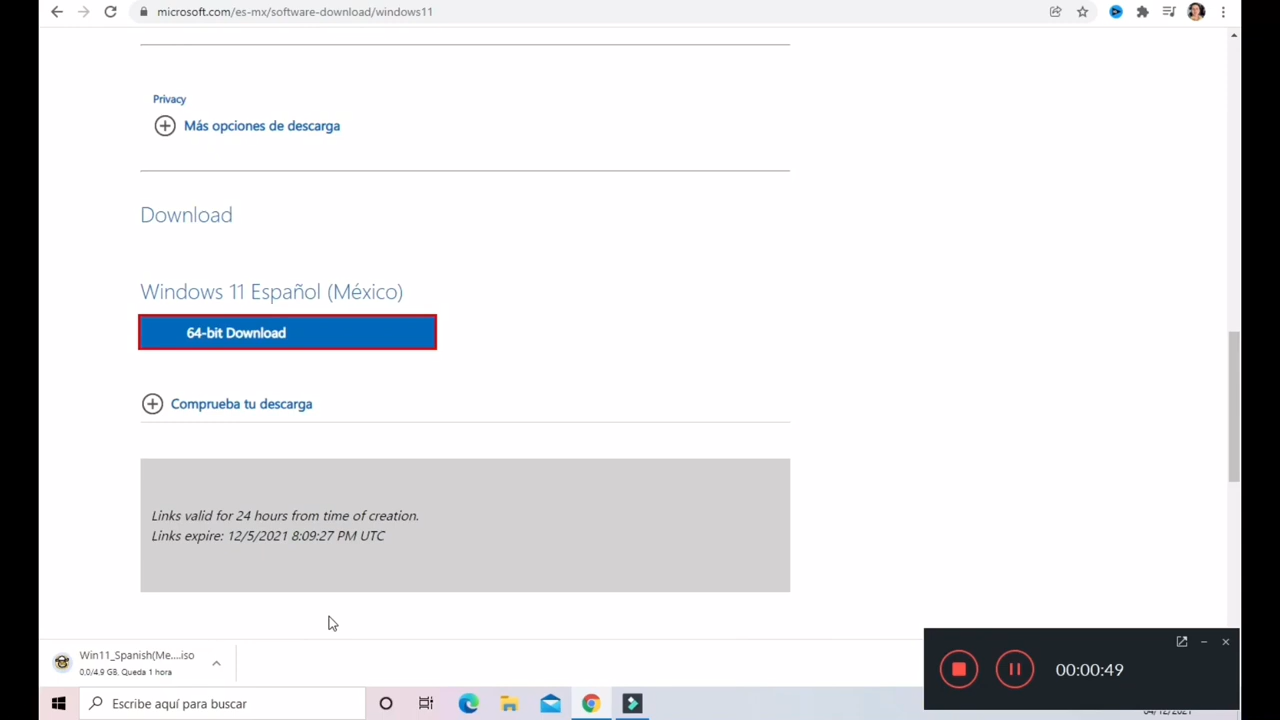 microsoft.com/es-mx/software-download/windows11
Privacy
Más opciones de descarga
Download
Windows 11 Español (México)
64-bit Download
Comprueba tu descarga
Links valid for 24 hours from time of creation.
Links expire: 12/5/2021 8:09:27 PM UTC
Win11_Spanish(Me....iso
0,0/4.9 GB, Queda 1 hora
00:00:49
Escribe aquí para buscar
04/12/2021